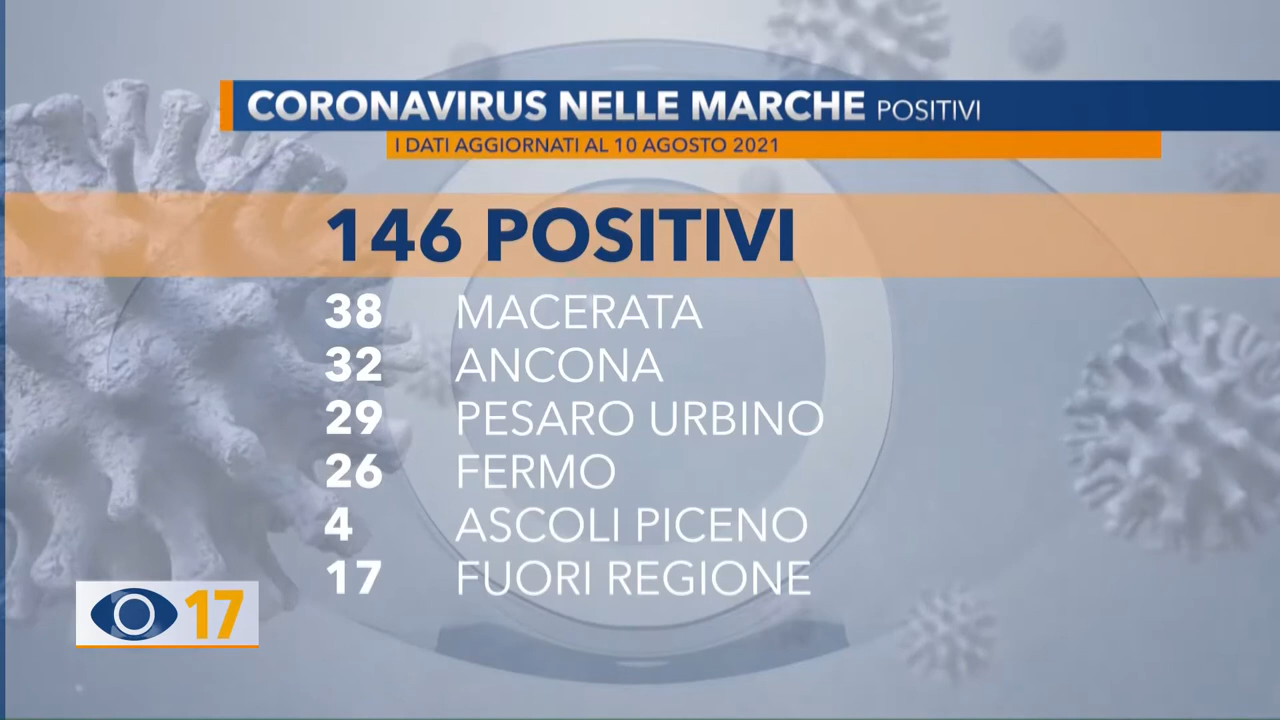 CORONAVIRUS NELLE MARCHE POSITIVI
I DATI AGGIORNATI AL 10 AGOSTO 2021
146 POSITIVI
38 MACERATA
32 ANCONA
29 PESARO URBINO
26 FERMO
4 ASCOLI PICENO
17 FUORI REGIONE
17